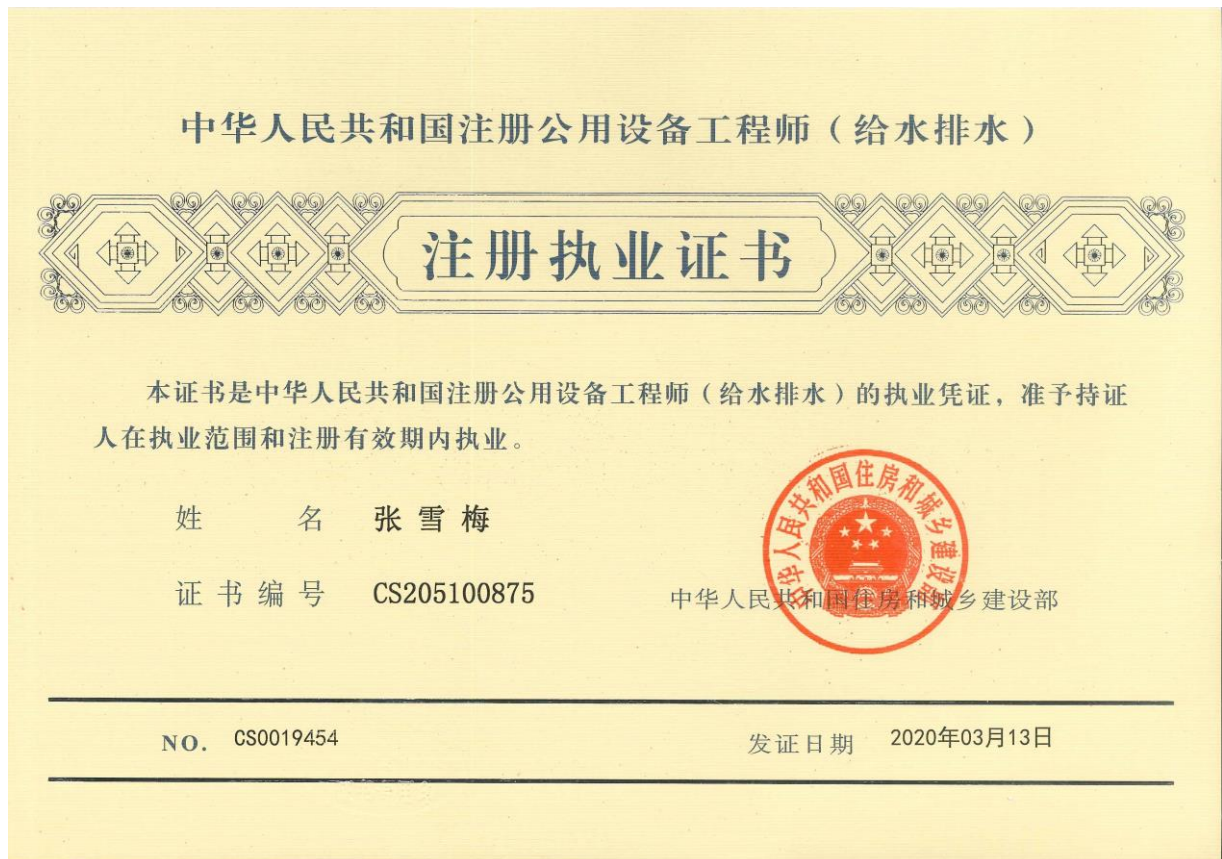 中华人民共和国注册公用设备工程师（给水排水）
注册执业证书
本证书是中华人民共和国注册公用设备工程师（给水排水）的执业凭证，准予持证
人在执业范围和注册有效期内执业。
姓 名 张雪梅
证书编号 CS205100875
中华人民共和国住房和城乡建设部
中华人民共和国住房和城乡建设部
NO. CS0019454
发证日期 2020年03月13日